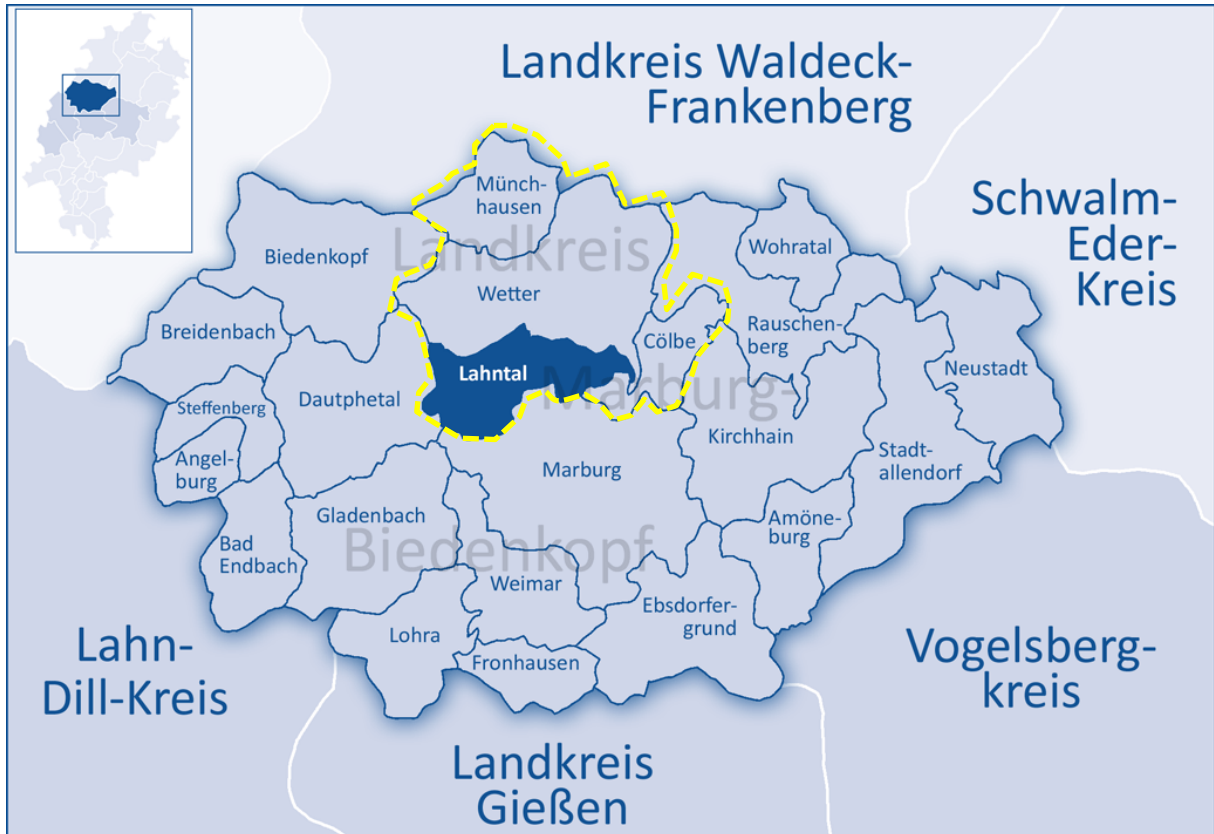 Landkreis Waldeck-
Frankenberg
Schwalm-
Eder-
Kreis
Münch-
hausen
Landkreis
Wohratal
Biedenkopf
Wetter
Breidenbach
Rauschen-
berg
Cölbe
Lahntal
Neustadt
Marburg-
Dautphetal
Steffenberg
Kirchhain
Stadt-
allendorf
Angel-
burg
Marburg
Gladenbach
Amöne-
burg
Bad
Endbach
Biedenkopf
Weimar
Ebsdorfer-
grund
Lohra
Fronhausen
Lahn-
Dill-Kreis
Vogelsberg-
kreis
Landkreis
Gießen